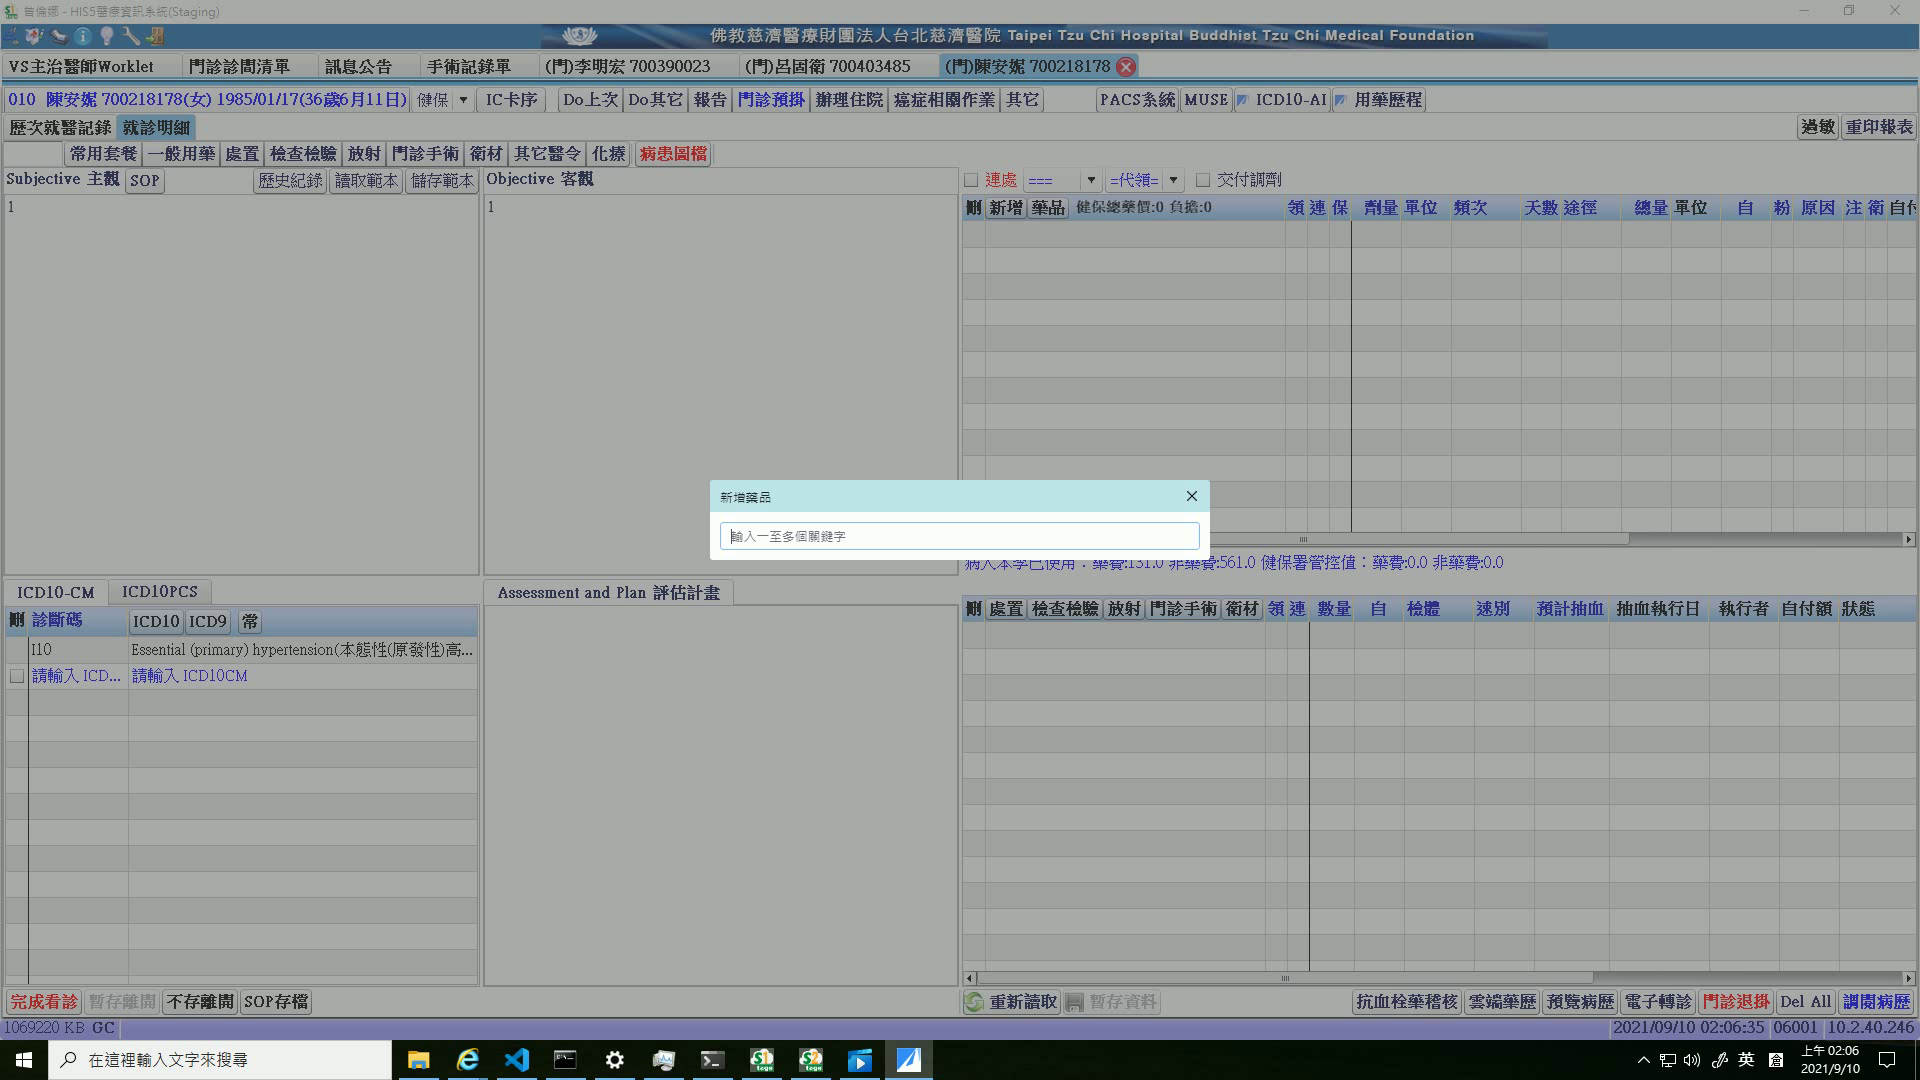 曾倫娜 - HIS5醫療資訊系統(Staging)
佛教慈濟醫療財團法人台北慈濟醫院 Taipei Tzu Chi Hospital Buddhist Tzu Chi Medical Foundation
VS主治醫師Worklet 門診診間清單 訊息公告 手術記錄單 (門)李明宏 700390023 (門)呂固衛 700403485 (門)陳安妮 700218178
010 陳安妮 700218178(女) 1985/01/17(36歲6月11日) 健保 IC卡序 Do上次 Do其它 報告 門診預掛 辦理住院 癌症相關作業 其它 PACS系統 MUSE ICD10-AI 用藥歷程
歷次就醫記錄 就診明細 過敏 重印報表
常用套餐 一般用藥 處置 檢查檢驗 放射 門診手術 衛材 其它醫令 化療 病患圖檔
Subjective 主觀 SOP 歷史紀錄 讀取範本 儲存範本 Objective 客觀 連處 === =代領= 交付調劑
1 1 刪 新增 藥品 健保總藥價:0 負擔:0 領 連 保 劑量 單位 頻次 天數 途徑 總量 單位 自 粉 原因 注 衛 自付
新增藥品
輸入一至多個關鍵字
病人本季已使用：藥費:131.0 非藥費:561.0 健保署管控值：藥費:0.0 非藥費:0.0
ICD10-CM ICD10PCS Assessment and Plan 評估計畫
刪 診斷碼 ICD10 ICD9 常 刪 處置 檢查檢驗 放射 門診手術 衛材 領 連 數量 自 檢體 速別 預計抽血 抽血執行日 執行者 自付額 狀態
I10 Essential (primary) hypertension(本態性(原發性)高...
請輸入 ICD... 請輸入 ICD10CM
完成看診 暫存離開 不存離開 SOP存檔 重新讀取 暫存資料 抗血栓藥稽核 雲端藥歷 預覽病歷 電子轉診 門診退掛 Del All 調閱病歷
1069220 KB GC 2021/09/10 02:06:35 06001 10.2.40.246
在這裡輸入文字來搜尋 英 上午 02:06
2021/9/10